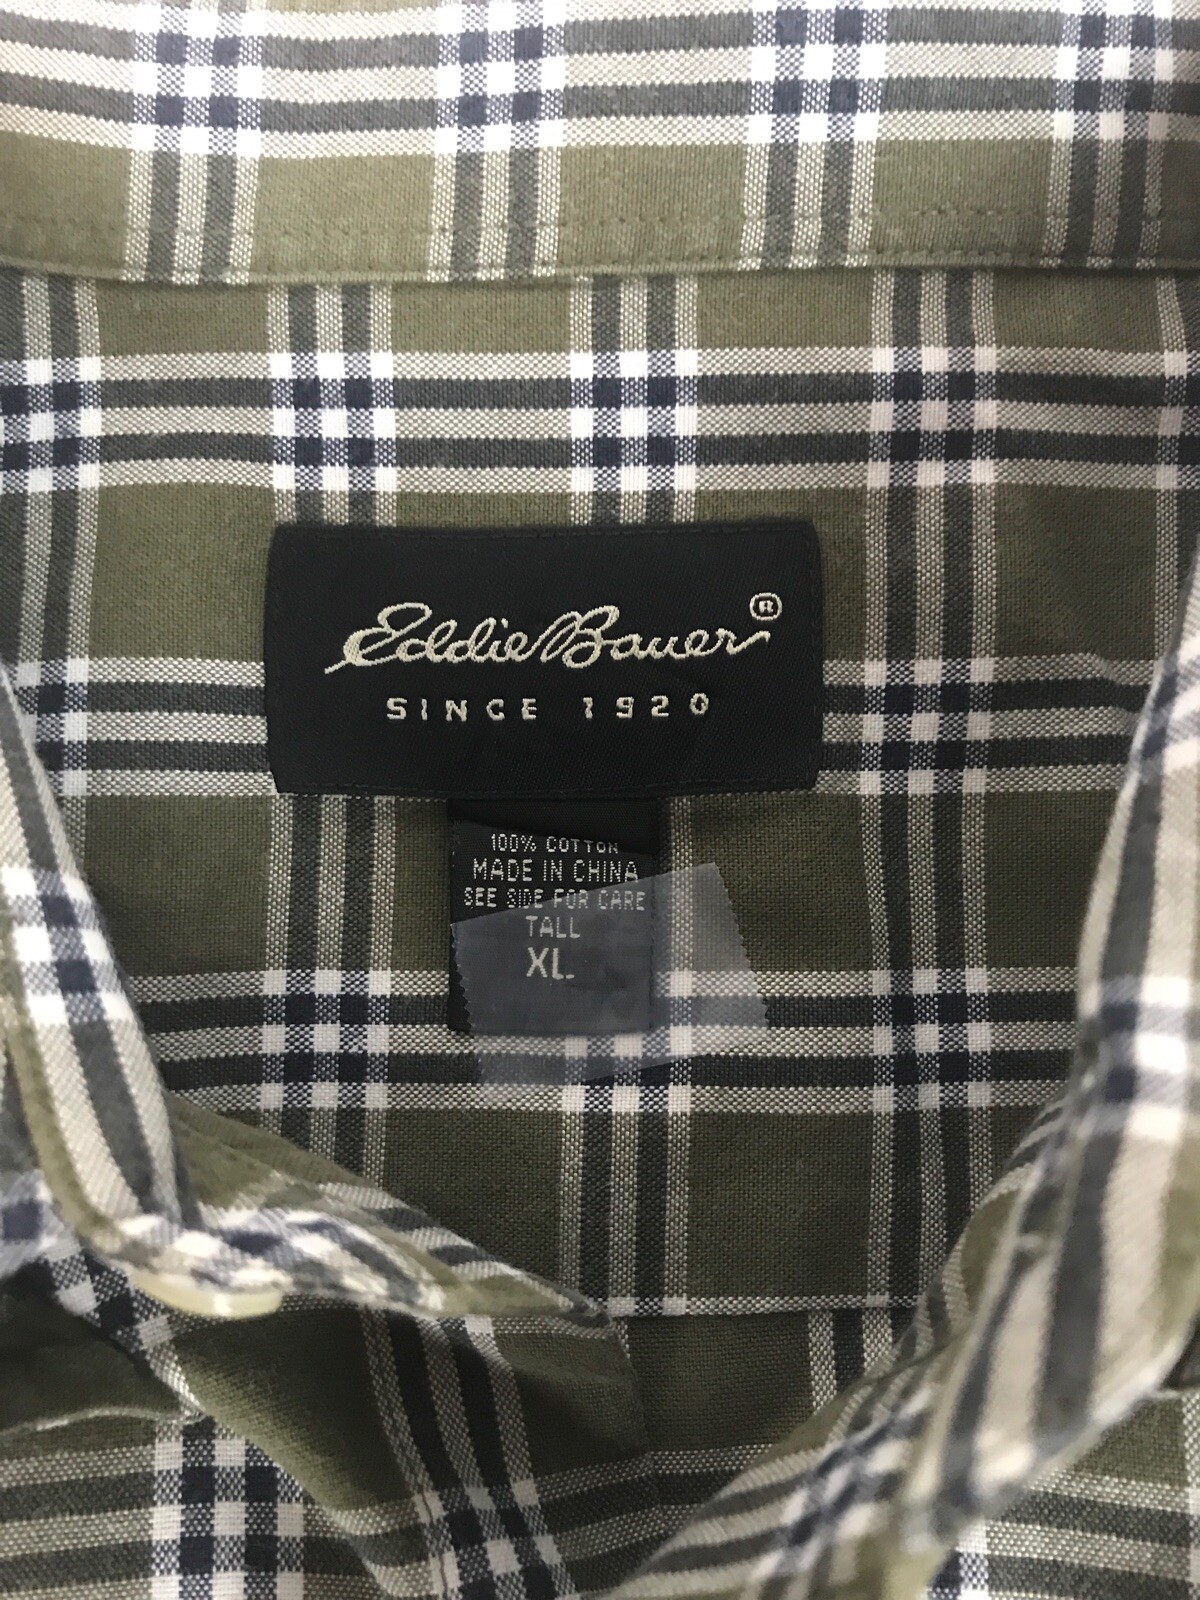 Eddie Bauer®
SINCE 1920
100% COTTON
MADE IN CHINA
SEE SIDE FOR CARE
TALL
XL